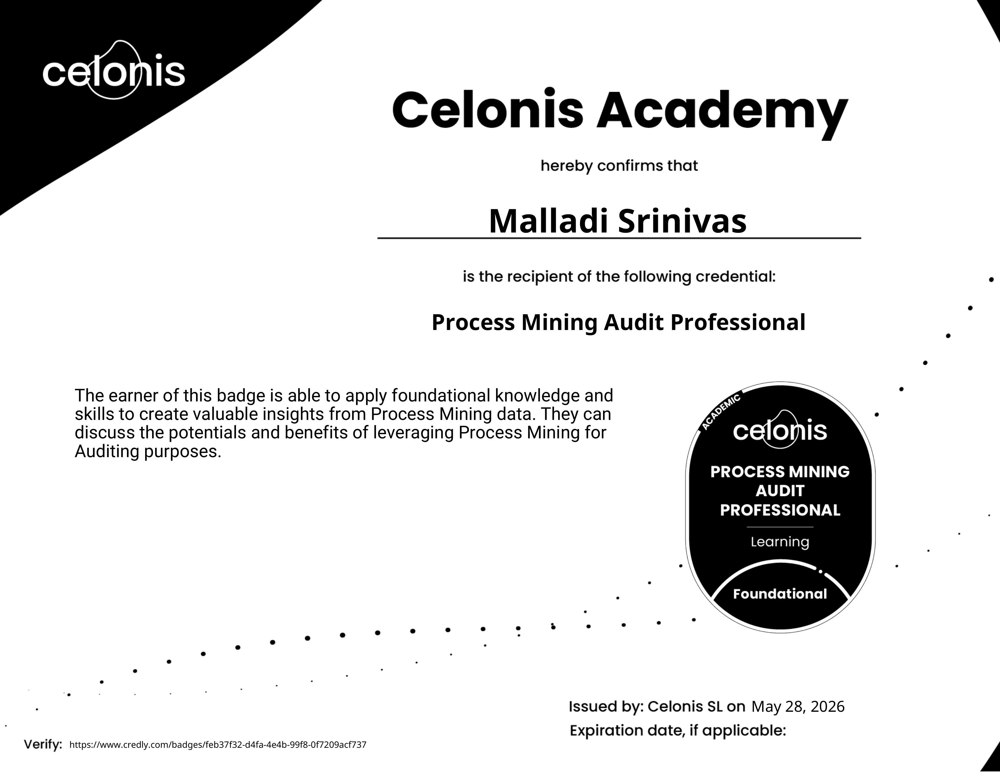 celonis
Celonis Academy
hereby confirms that
Malladi Srinivas
is the recipient of the following credential:
Process Mining Audit Professional
The earner of this badge is able to apply foundational knowledge and
skills to create valuable insights from Process Mining data. They can
discuss the potentials and benefits of leveraging Process Mining for
Auditing purposes.
ACADEMIC
celonis
PROCESS MINING
AUDIT
PROFESSIONAL
Learning
Foundational
Issued by: Celonis SL on May 28, 2026
Expiration date, if applicable:
Verify: https://www.credly.com/badges/feb37f32-d4fa-4e4b-99f8-0f7209acf737